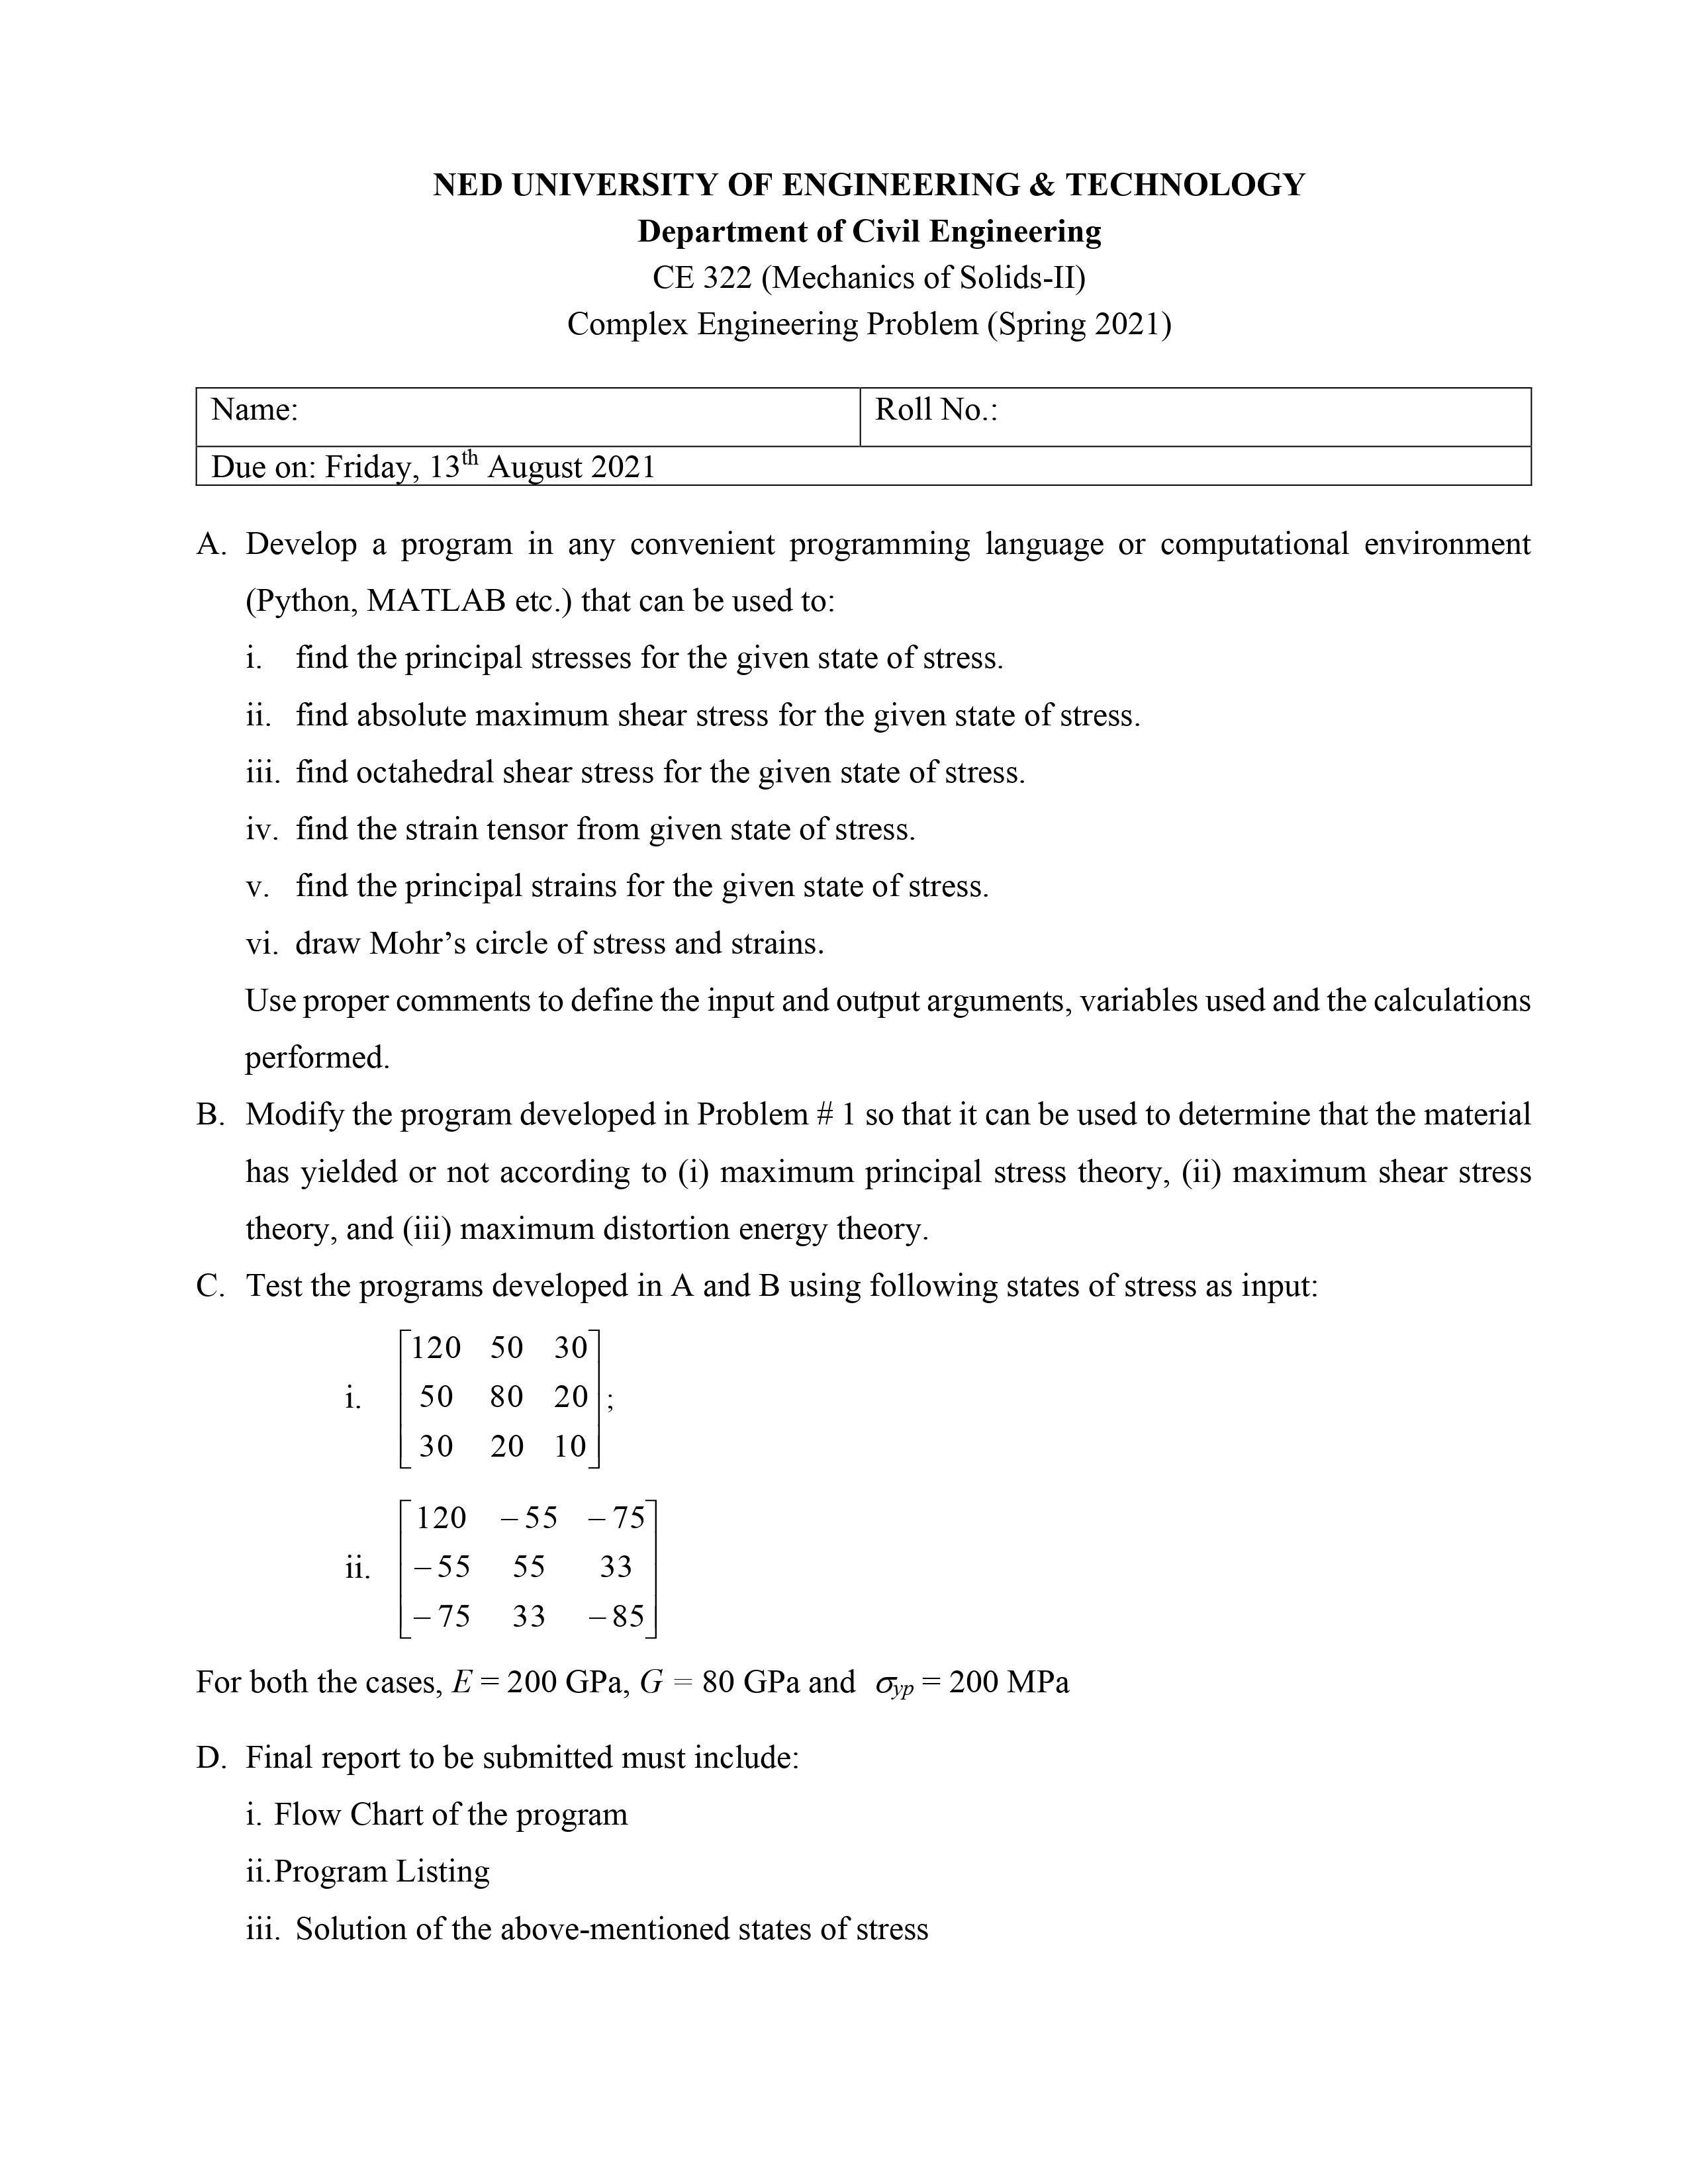 NED UNIVERSITY OF ENGINEERING & TECHNOLOGY
Department of Civil Engineering
CE 322 (Mechanics of Solids-II)
Complex Engineering Problem (Spring 2021)
Name:
Roll No.:
Due on: Friday, 13th August 2021
A. Develop a program in any convenient programming language or computational environment
(Python, MATLAB etc.) that can be used to:
i. find the principal stresses for the given state of stress.
ii. find absolute maximum shear stress for the given state of stress.
iii. find octahedral shear stress for the given state of stress.
iv. find the strain tensor from given state of stress.
v. find the principal strains for the given state of stress.
vi. draw Mohr’s circle of stress and strains.
Use proper comments to define the input and output arguments, variables used and the calculations
performed.
B. Modify the program developed in Problem # 1 so that it can be used to determine that the material
has yielded or not according to (i) maximum principal stress theory, (ii) maximum shear stress
theory, and (iii) maximum distortion energy theory.
C. Test the programs developed in A and B using following states of stress as input:
120 50 30
i. 50 80 20 ;
30 20 10
120 −55 −75
ii. −55 55 33
−75 33 −85
For both the cases, E = 200 GPa, G = 80 GPa and σyp = 200 MPa
D. Final report to be submitted must include:
i. Flow Chart of the program
ii.Program Listing
iii. Solution of the above-mentioned states of stress